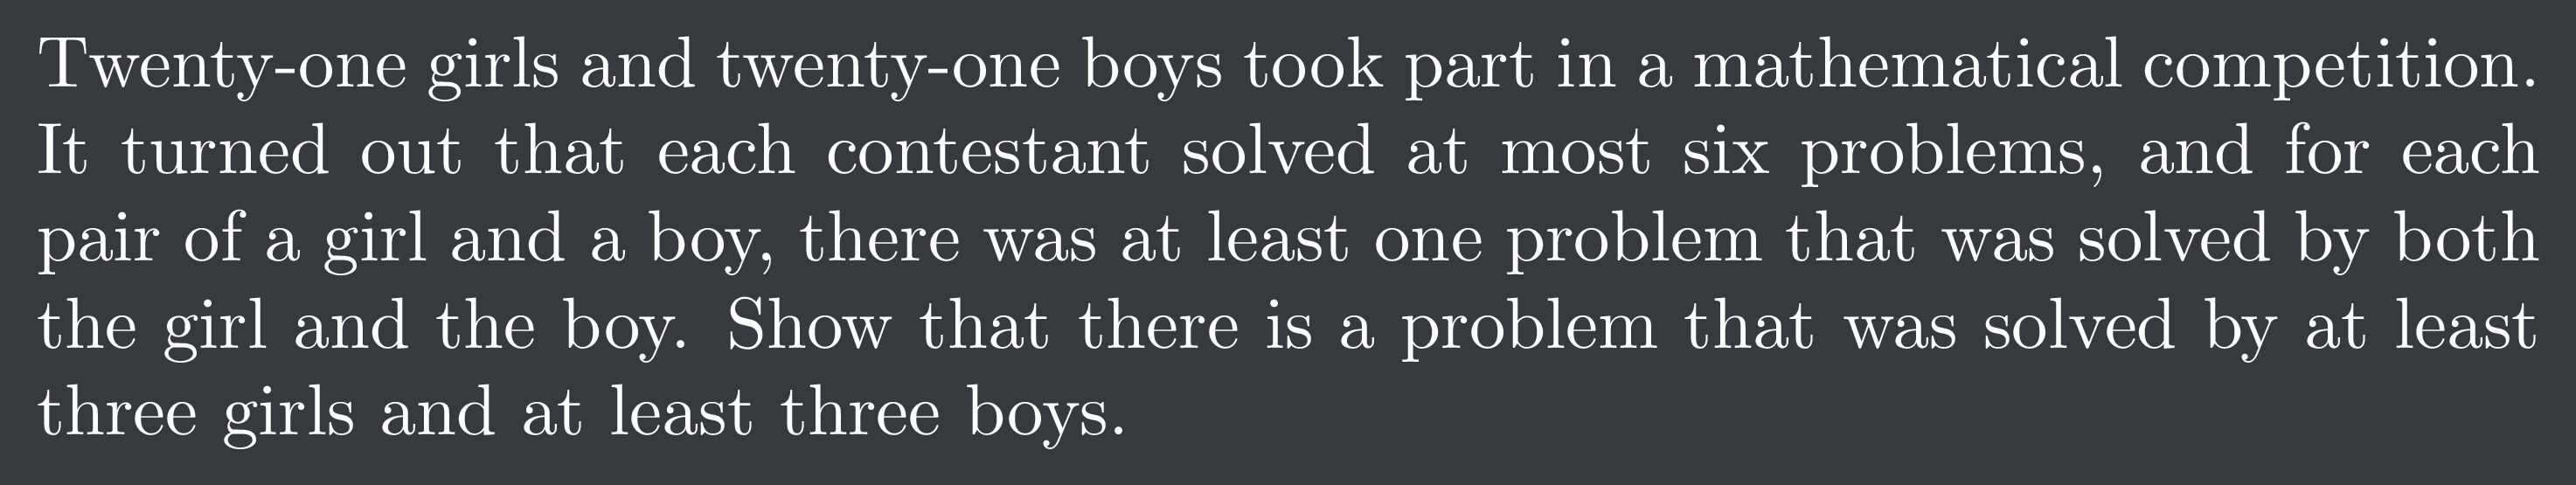 Twenty-one girls and twenty-one boys took part in a mathematical competition.
It turned out that each contestant solved at most six problems, and for each
pair of a girl and a boy, there was at least one problem that was solved by both
the girl and the boy. Show that there is a problem that was solved by at least
three girls and at least three boys.